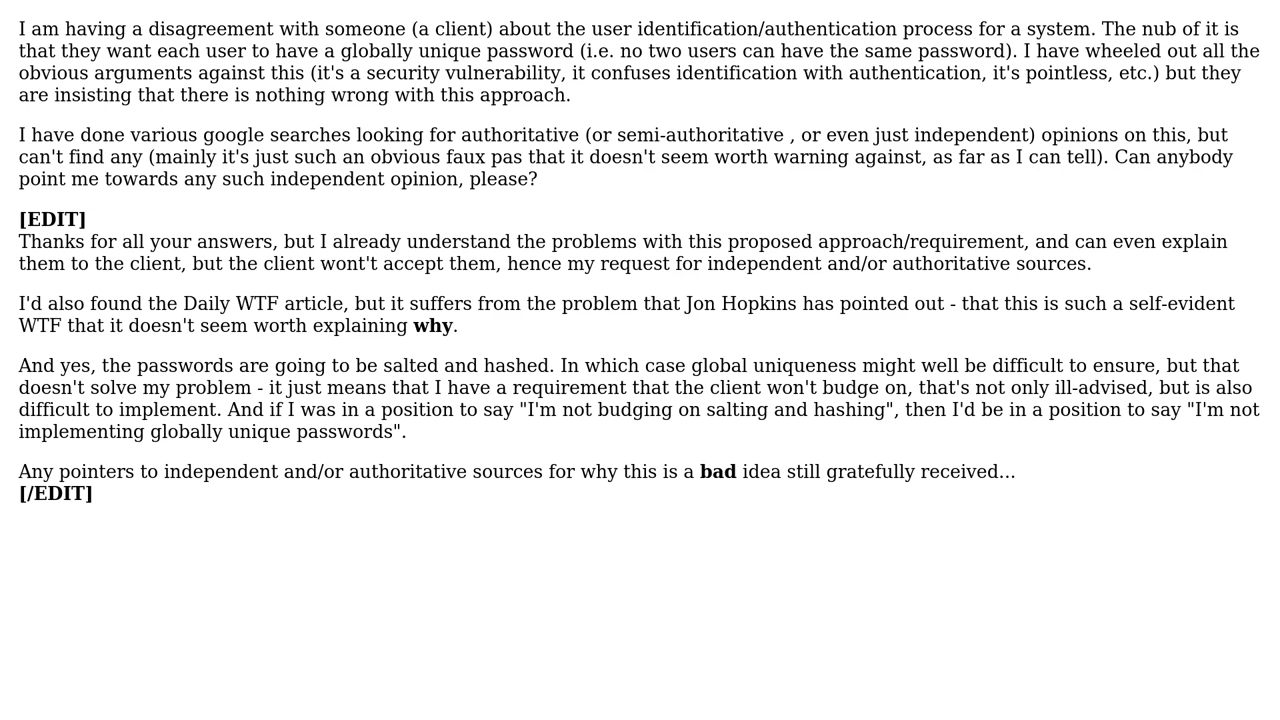 I am having a disagreement with someone (a client) about the user identification/authentication process for a system. The nub of it is
that they want each user to have a globally unique password (i.e. no two users can have the same password). I have wheeled out all the
obvious arguments against this (it's a security vulnerability, it confuses identification with authentication, it's pointless, etc.) but they
are insisting that there is nothing wrong with this approach.
I have done various google searches looking for authoritative (or semi-authoritative , or even just independent) opinions on this, but
can't find any (mainly it's just such an obvious faux pas that it doesn't seem worth warning against, as far as I can tell). Can anybody
point me towards any such independent opinion, please?
[EDIT]
Thanks for all your answers, but I already understand the problems with this proposed approach/requirement, and can even explain
them to the client, but the client wont't accept them, hence my request for independent and/or authoritative sources.
I'd also found the Daily WTF article, but it suffers from the problem that Jon Hopkins has pointed out - that this is such a self-evident
WTF that it doesn't seem worth explaining why.
And yes, the passwords are going to be salted and hashed. In which case global uniqueness might well be difficult to ensure, but that
doesn't solve my problem - it just means that I have a requirement that the client won't budge on, that's not only ill-advised, but is also
difficult to implement. And if I was in a position to say "I'm not budging on salting and hashing", then I'd be in a position to say "I'm not
implementing globally unique passwords".
Any pointers to independent and/or authoritative sources for why this is a bad idea still gratefully received...
[/EDIT]